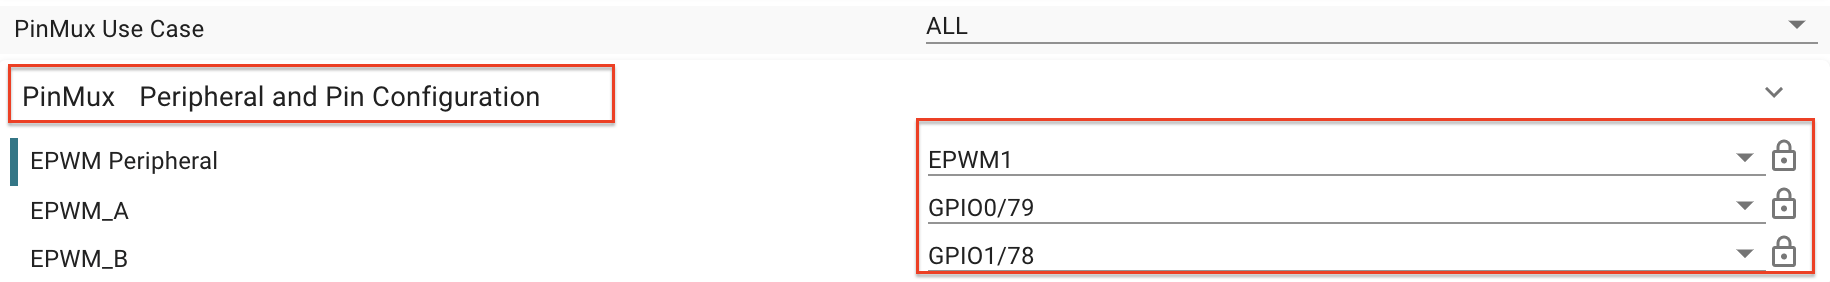 PinMux Use Case ALL
PinMux Peripheral and Pin Configuration
EPWM Peripheral EPWM1
EPWM_A GPIO0/79
EPWM_B GPIO1/78